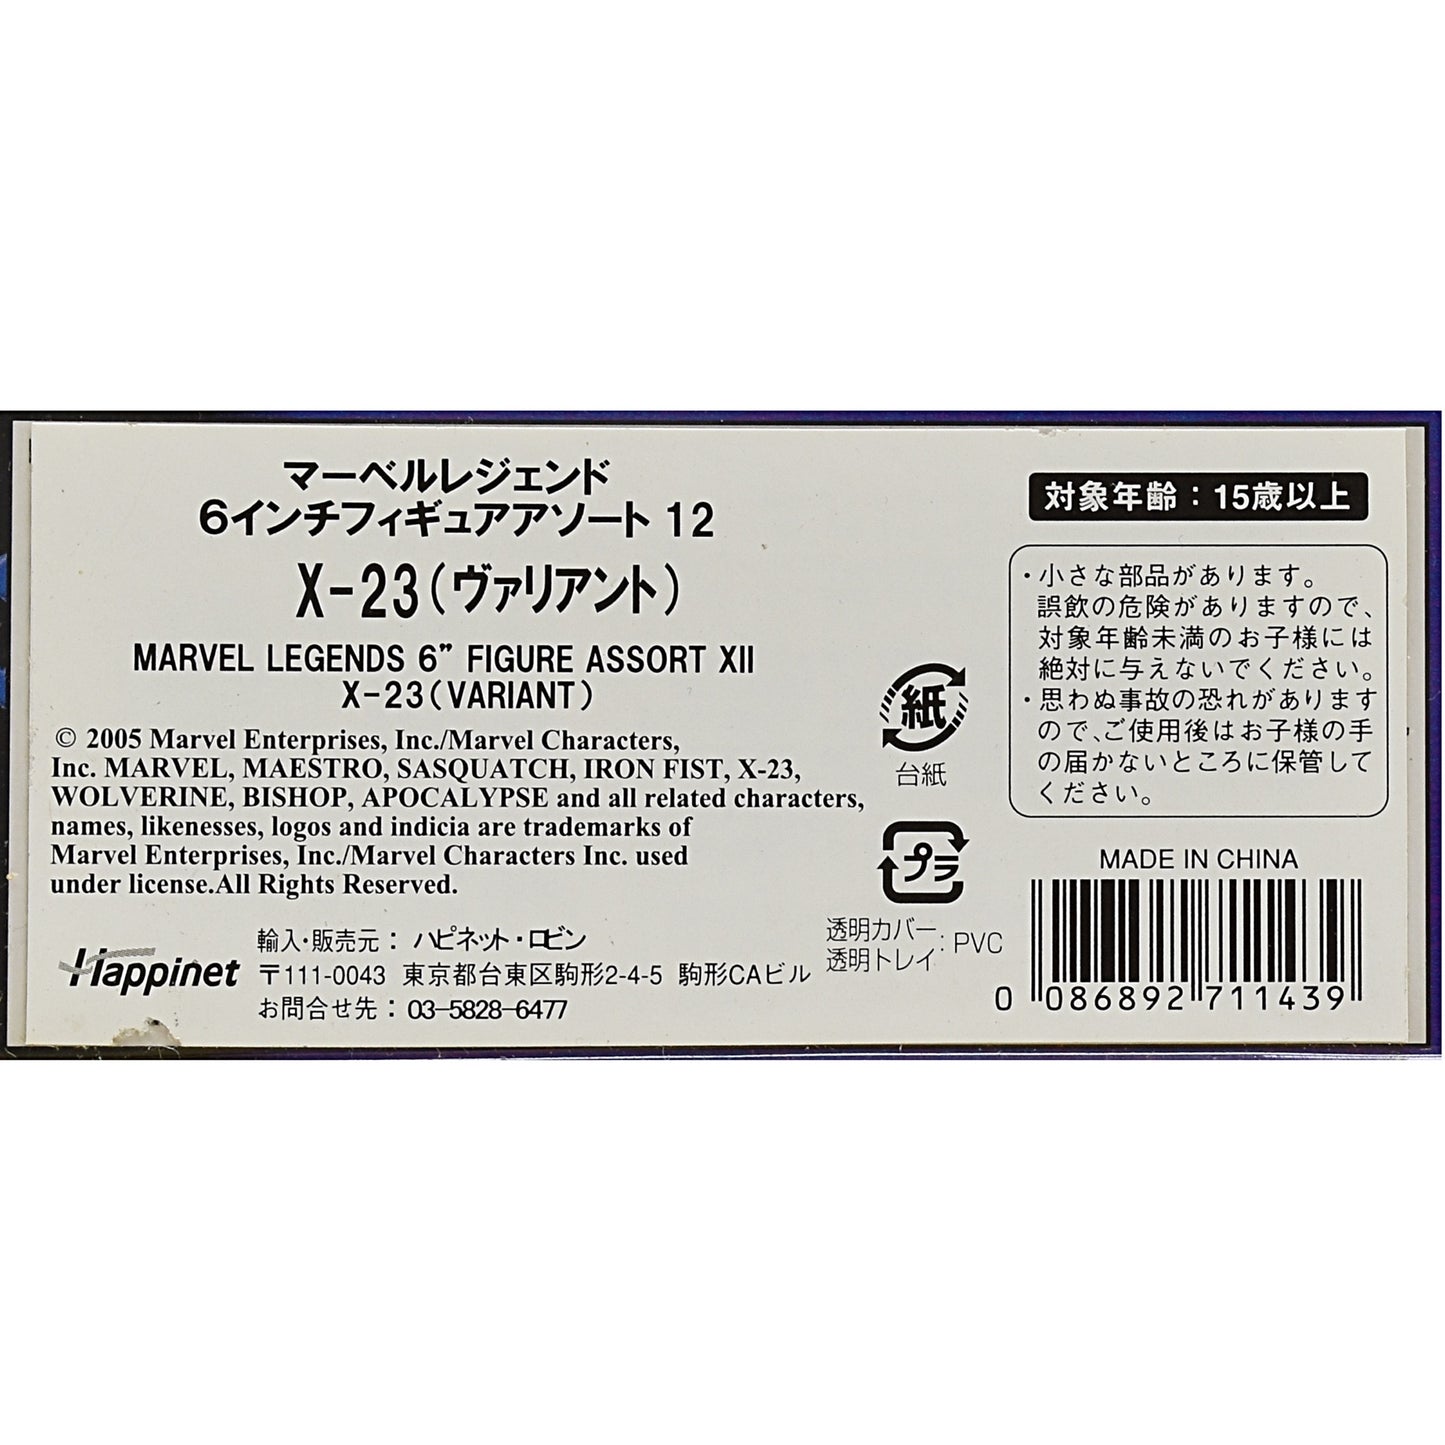 マーベルレジェンド
6インチフィギュアアソート 12
X-23(ヴァリアント)
MARVEL LEGENDS 6” FIGURE ASSORT XII
X-23(VARIANT)
© 2005 Marvel Enterprises, Inc./Marvel Characters,
Inc. MARVEL, MAESTRO, SASQUATCH, IRON FIST, X-23,
WOLVERINE, BISHOP, APOCALYPSE and all related characters,
names, likenesses, logos and indicia are trademarks of
Marvel Enterprises, Inc./Marvel Characters Inc. used
under license.All Rights Reserved.
Happinet
輸入・販売元： ハピネット・ロビン
〒111-0043 東京都台東区駒形2-4-5 駒形CAビル
お問合せ先： 03-5828-6477
紙
台紙
プラ
透明カバー
透明トレイ
: PVC
対象年齢：15歳以上
・小さな部品があります。
誤飲の危険がありますので、
対象年齢未満のお子様には
絶対に与えないでください。
・思わぬ事故の恐れがあります
ので、ご使用後はお子様の手
の届かないところに保管して
ください。
MADE IN CHINA
0 086892 711439